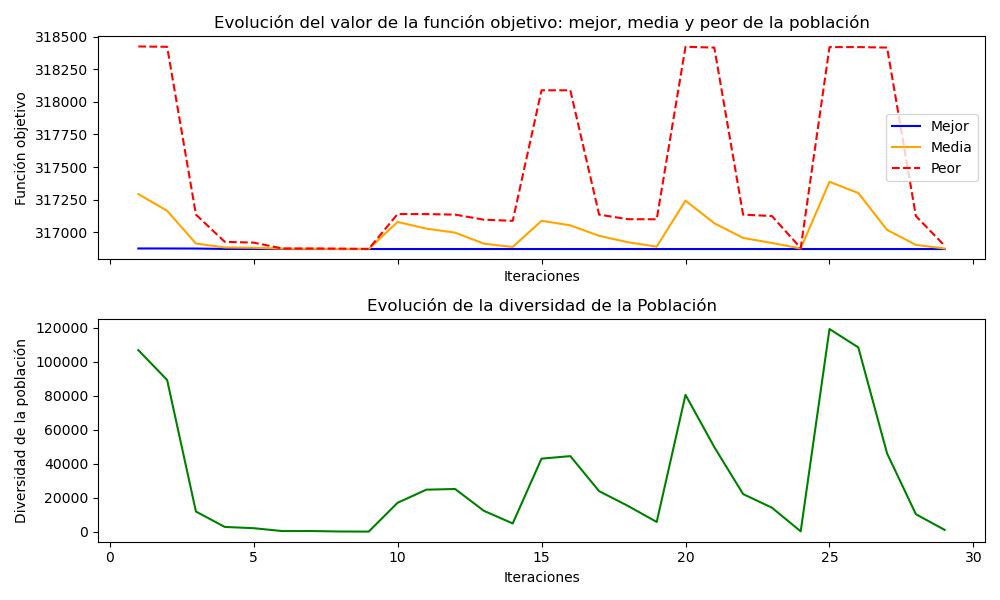 Evolución del valor de la función objetivo: mejor, media y peor de la población
318500
318250
318000
317750
317500
317250
317000
Función objetivo
Mejor
Media
Peor
Iteraciones
Evolución de la diversidad de la Población
120000
100000
80000
60000
40000
20000
0
Diversidad de la población
0 5 10 15 20 25 30
Iteraciones